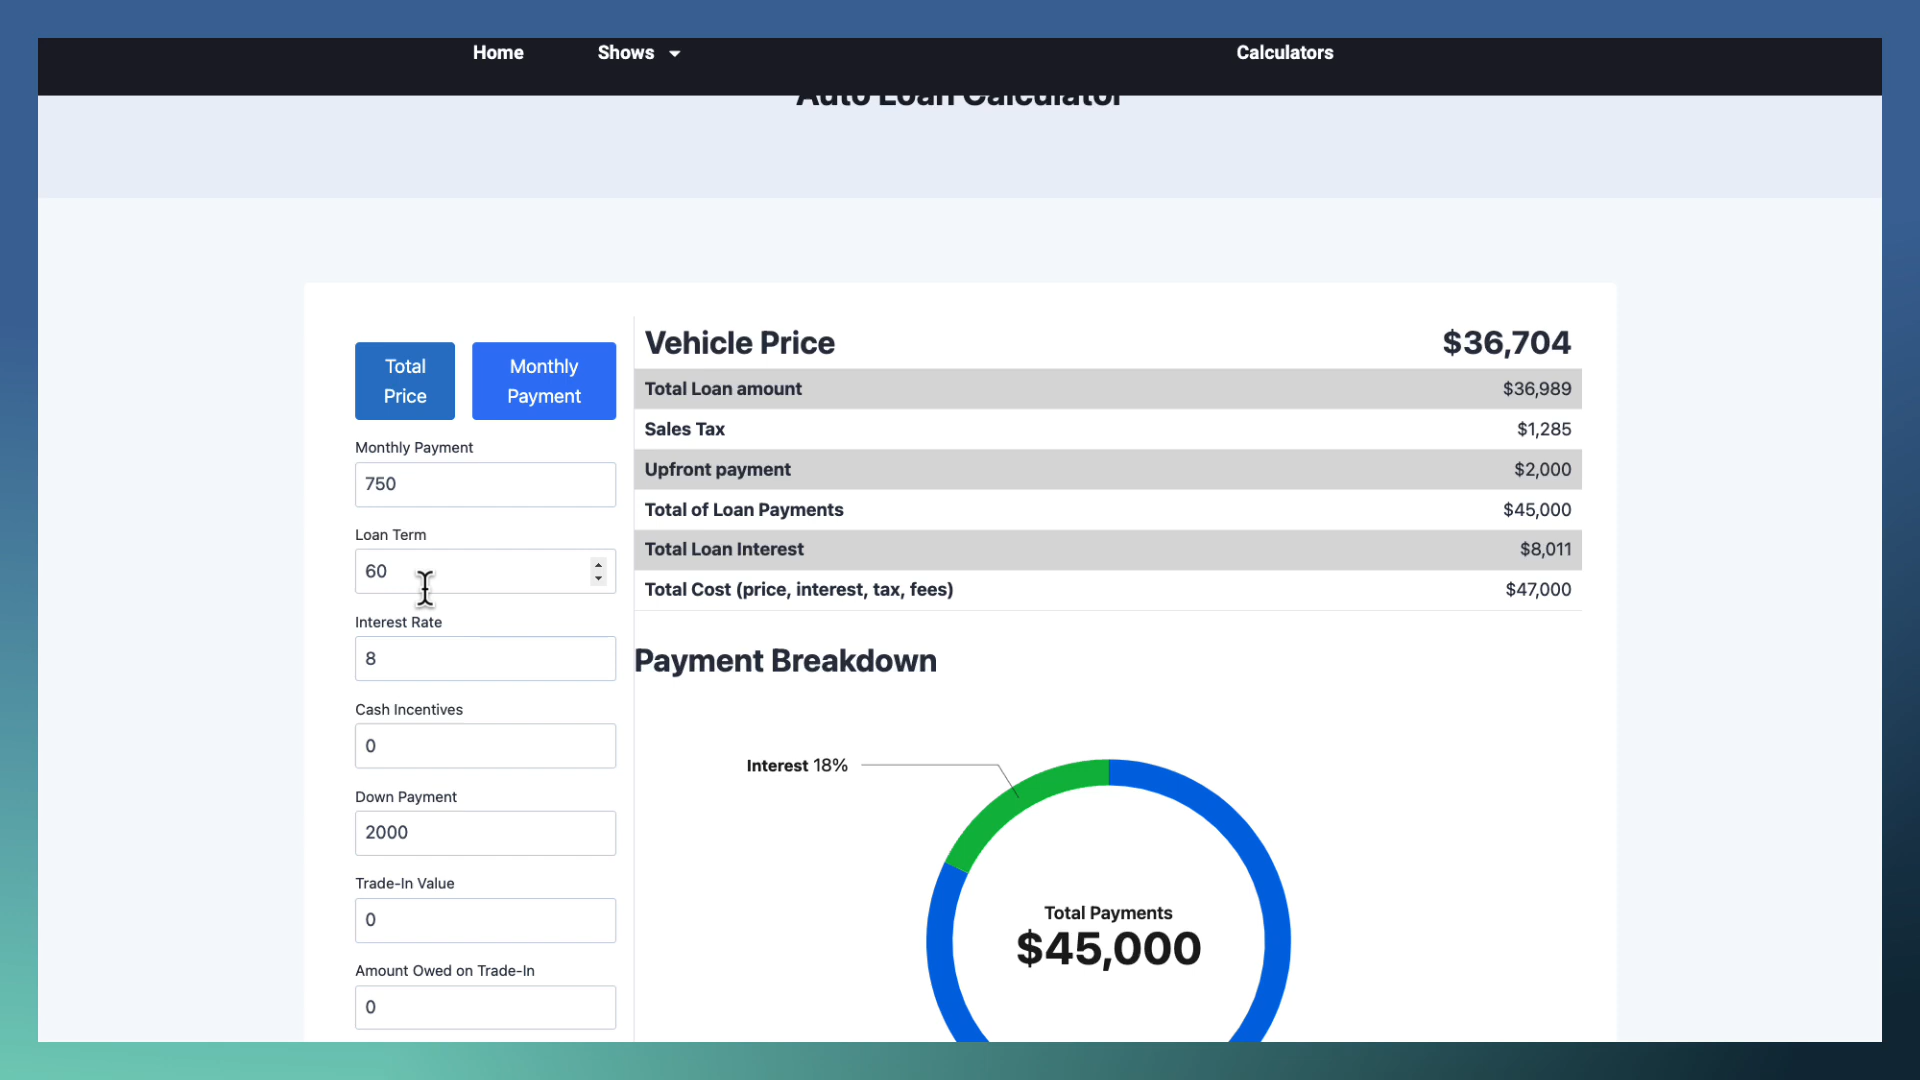 Home Shows Calculators
Auto Loan Calculator
Total
Price
Monthly
Payment
Monthly Payment
750
Loan Term
60
Interest Rate
8
Cash Incentives
0
Down Payment
2000
Trade-In Value
0
Amount Owed on Trade-In
0
Vehicle Price $36,704
Total Loan amount $36,989
Sales Tax $1,285
Upfront payment $2,000
Total of Loan Payments $45,000
Total Loan Interest $8,011
Total Cost (price, interest, tax, fees) $47,000
Payment Breakdown
Interest 18%
Total Payments
$45,000